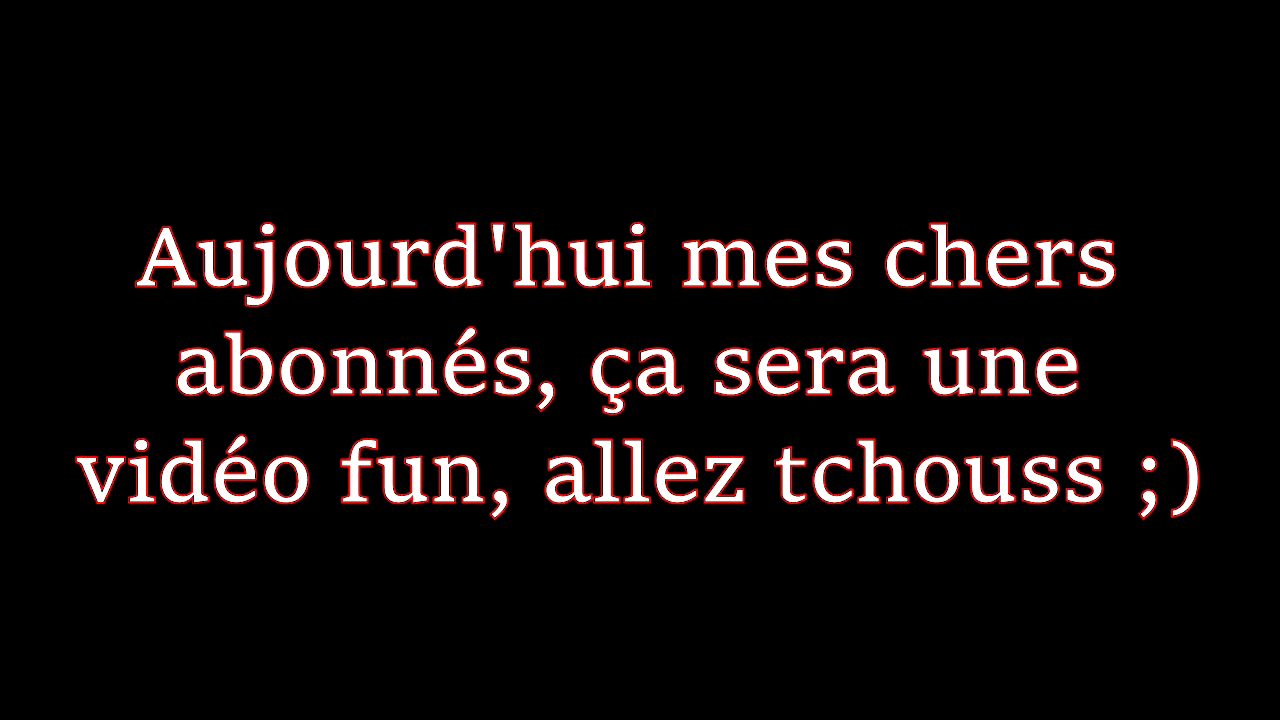 Aujourd'hui mes chers
abonnés, ça sera une
vidéo fun, allez tchouss ;)